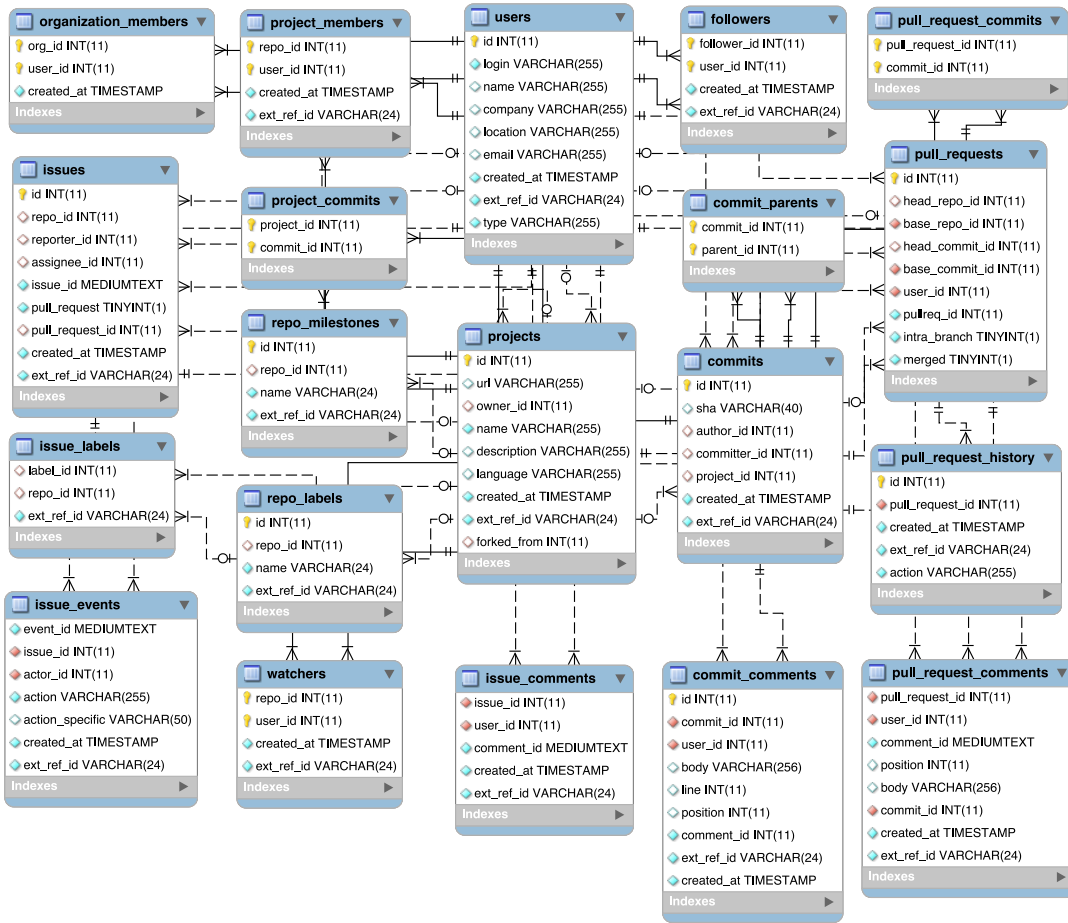 organization_members
org_id INT(11)
user_id INT(11)
created_at TIMESTAMP
Indexes
project_members
repo_id INT(11)
user_id INT(11)
created_at TIMESTAMP
ext_ref_id VARCHAR(24)
Indexes
users
id INT(11)
login VARCHAR(255)
name VARCHAR(255)
company VARCHAR(255)
location VARCHAR(255)
email VARCHAR(255)
created_at TIMESTAMP
ext_ref_id VARCHAR(24)
type VARCHAR(255)
Indexes
followers
follower_id INT(11)
user_id INT(11)
created_at TIMESTAMP
ext_ref_id VARCHAR(24)
Indexes
pull_request_commits
pull_request_id INT(11)
commit_id INT(11)
Indexes
issues
id INT(11)
repo_id INT(11)
reporter_id INT(11)
assignee_id INT(11)
issue_id MEDIUMTEXT
pull_request TINYINT(1)
pull_request_id INT(11)
created_at TIMESTAMP
ext_ref_id VARCHAR(24)
Indexes
project_commits
project_id INT(11)
commit_id INT(11)
Indexes
commit_parents
commit_id INT(11)
parent_id INT(11)
Indexes
pull_requests
id INT(11)
head_repo_id INT(11)
base_repo_id INT(11)
head_commit_id INT(11)
base_commit_id INT(11)
user_id INT(11)
pullreq_id INT(11)
intra_branch TINYINT(1)
merged TINYINT(1)
Indexes
repo_milestones
id INT(11)
repo_id INT(11)
name VARCHAR(24)
ext_ref_id VARCHAR(24)
Indexes
projects
id INT(11)
url VARCHAR(255)
owner_id INT(11)
name VARCHAR(255)
description VARCHAR(255)
language VARCHAR(255)
created_at TIMESTAMP
ext_ref_id VARCHAR(24)
forked_from INT(11)
Indexes
commits
id INT(11)
sha VARCHAR(40)
author_id INT(11)
committer_id INT(11)
project_id INT(11)
created_at TIMESTAMP
ext_ref_id VARCHAR(24)
Indexes
issue_labels
label_id INT(11)
repo_id INT(11)
ext_ref_id VARCHAR(24)
Indexes
repo_labels
id INT(11)
repo_id INT(11)
name VARCHAR(24)
ext_ref_id VARCHAR(24)
Indexes
pull_request_history
id INT(11)
pull_request_id INT(11)
created_at TIMESTAMP
ext_ref_id VARCHAR(24)
action VARCHAR(255)
Indexes
issue_events
event_id MEDIUMTEXT
issue_id INT(11)
actor_id INT(11)
action VARCHAR(255)
action_specific VARCHAR(50)
created_at TIMESTAMP
ext_ref_id VARCHAR(24)
Indexes
watchers
repo_id INT(11)
user_id INT(11)
created_at TIMESTAMP
ext_ref_id VARCHAR(24)
Indexes
issue_comments
issue_id INT(11)
user_id INT(11)
comment_id MEDIUMTEXT
created_at TIMESTAMP
ext_ref_id VARCHAR(24)
Indexes
commit_comments
id INT(11)
commit_id INT(11)
user_id INT(11)
body VARCHAR(256)
line INT(11)
position INT(11)
comment_id INT(11)
ext_ref_id VARCHAR(24)
created_at TIMESTAMP
Indexes
pull_request_comments
pull_request_id INT(11)
user_id INT(11)
comment_id MEDIUMTEXT
position INT(11)
body VARCHAR(256)
commit_id INT(11)
created_at TIMESTAMP
ext_ref_id VARCHAR(24)
Indexes